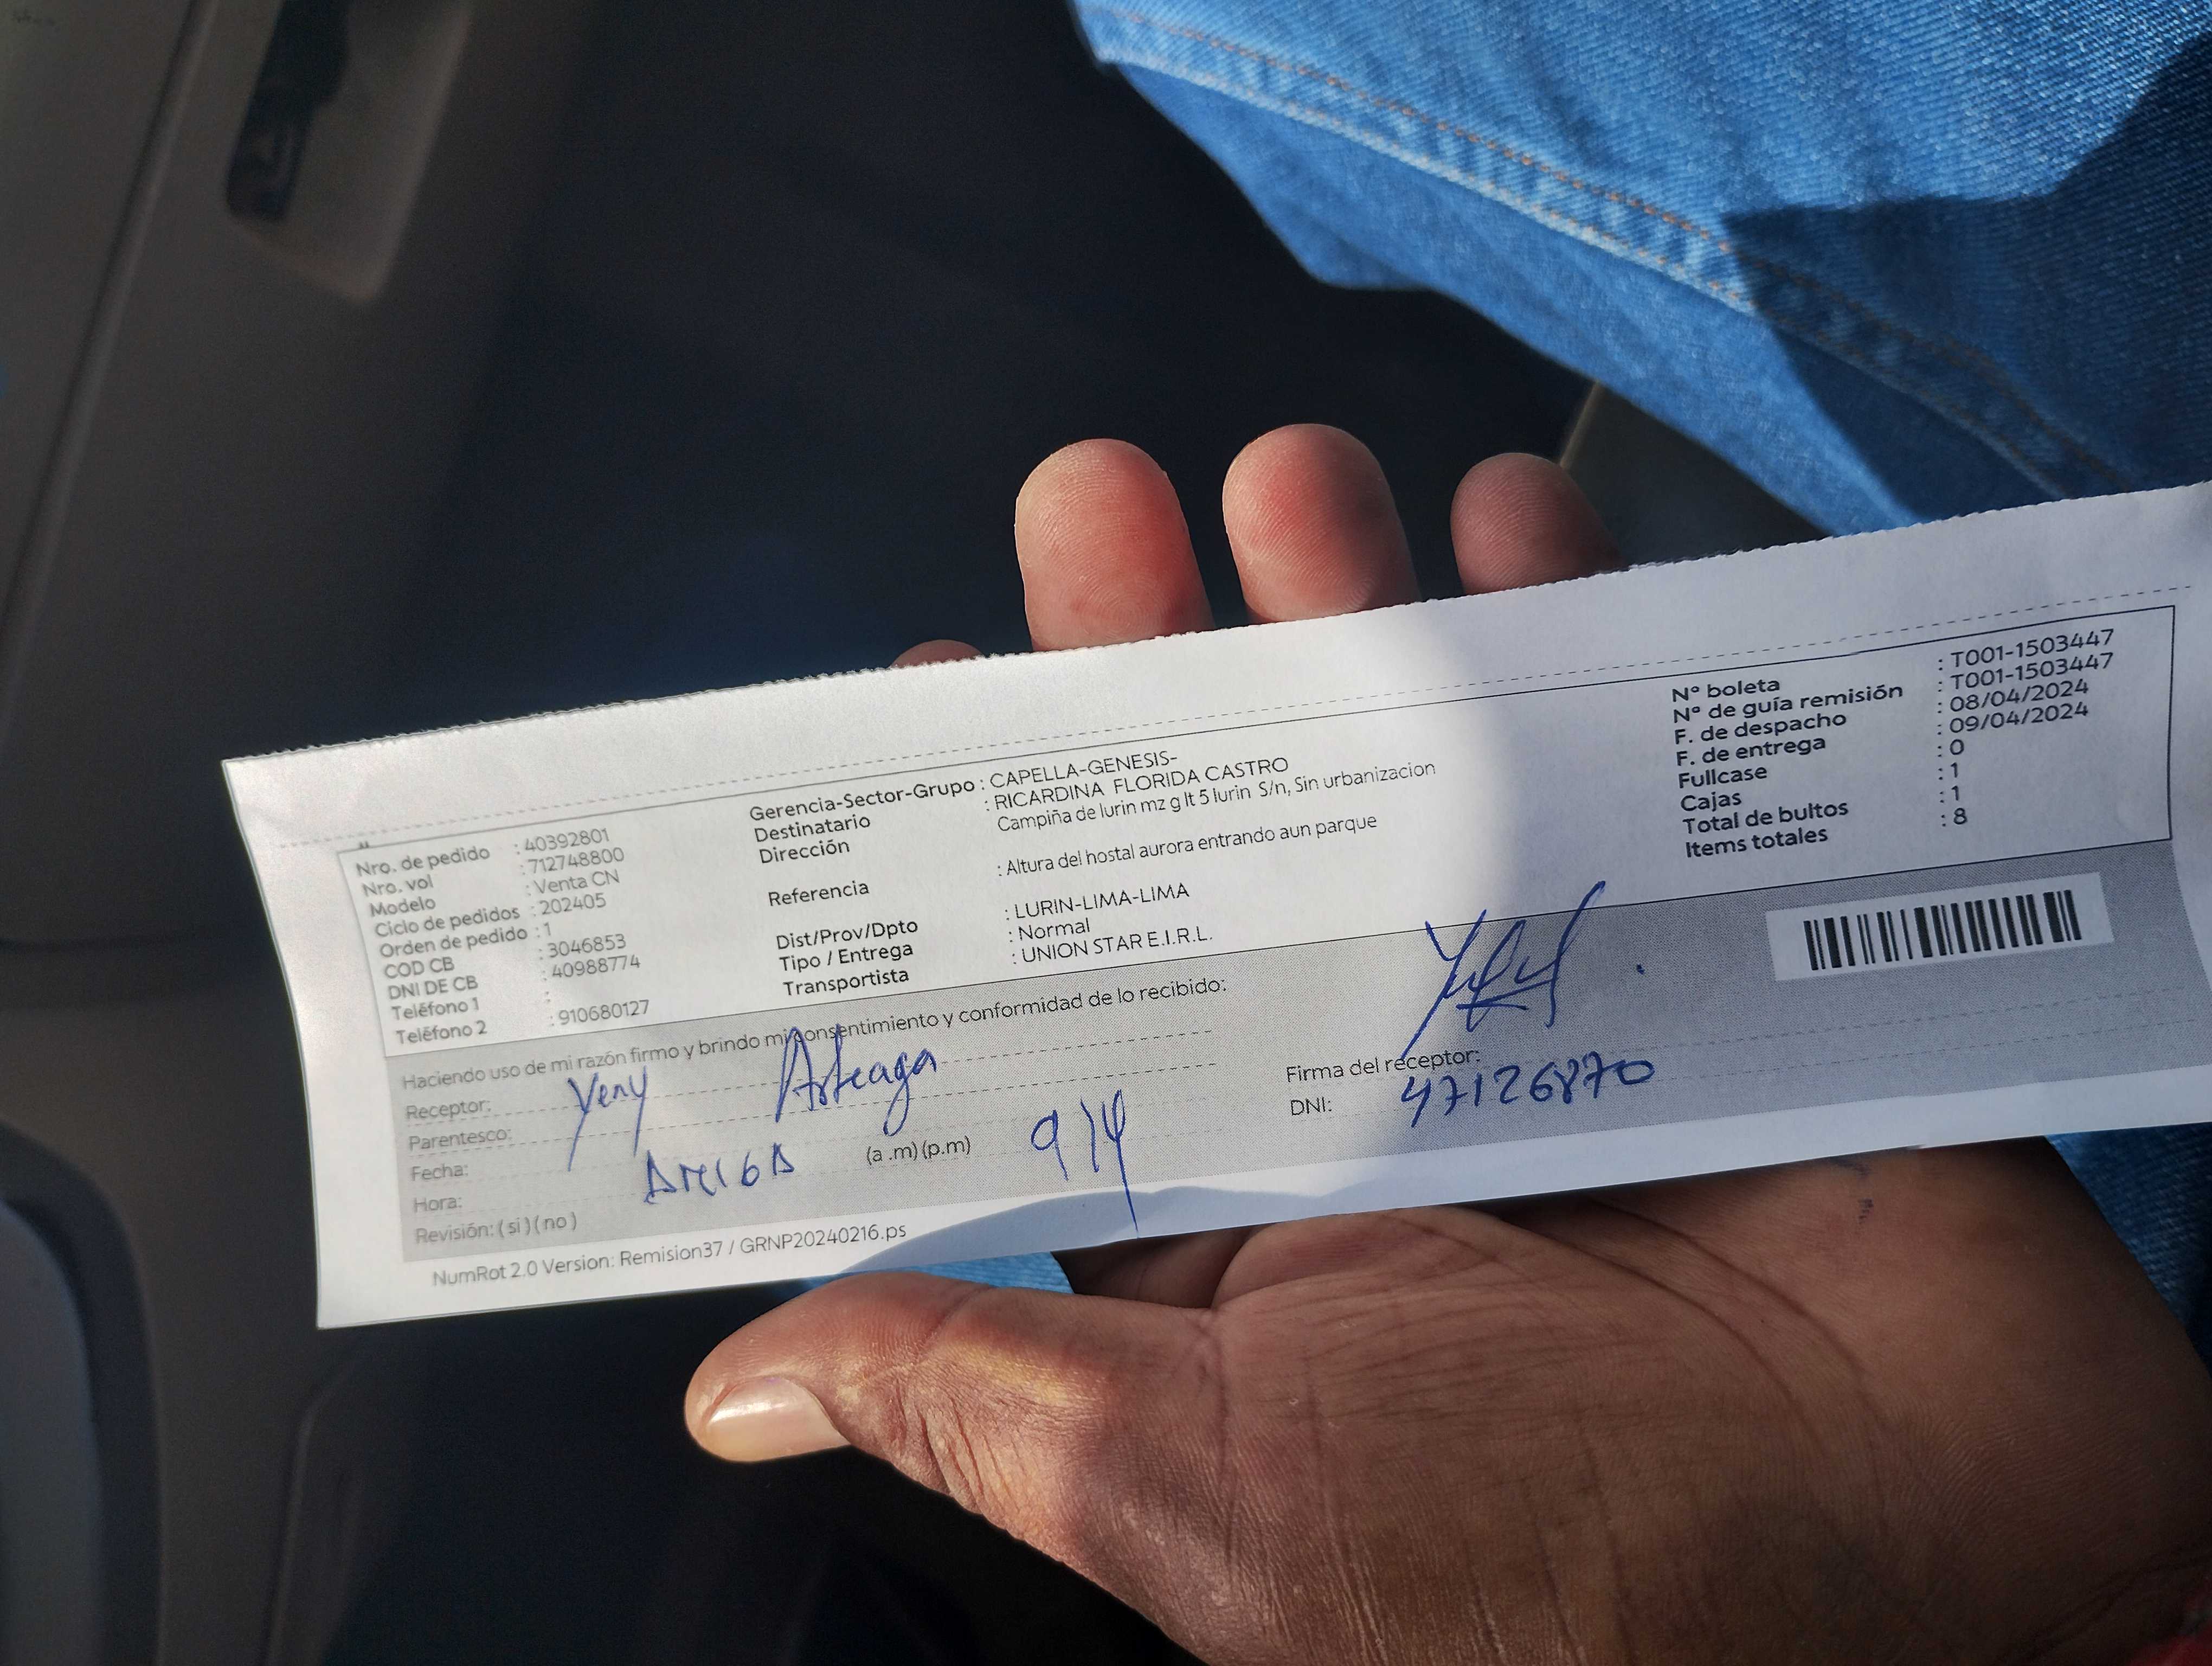 Nro. de pedido : 40392801
Nro. vol : 712748800
Modelo : Venta CN
Ciclo de pedidos : 202405
Orden de pedido : 1
COD CB : 3046853
DNI DE CB : 40988774
Teléfono 1 :
Teléfono 2 : 910680127
Gerencia-Sector-Grupo : CAPELLA-GENESIS-
Destinatario : RICARDINA FLORIDA CASTRO
Dirección Campiña de lurin mz g lt 5 lurin S/n, Sin urbanizacion
Referencia : Altura del hostal aurora entrando aun parque
Dist/Prov/Dpto : LURIN-LIMA-LIMA
Tipo / Entrega : Normal
Transportista : UNION STAR E.I.R.L.
N° boleta : T001-1503447
N° de guía remisión : T001-1503447
F. de despacho : 08/04/2024
F. de entrega : 09/04/2024
Fullcase : 0
Cajas : 1
Total de bultos : 1
Items totales : 8
Haciendo uso de mi razón firmo y brindo mi consentimiento y conformidad de lo recibido:
Receptor: Yeny Arteaga
Parentesco:
Fecha: AMIGA (a .m) (p.m) 9/4
Hora:
Revisión: ( si ) ( no )
Firma del receptor:
DNI: 47126870
NumRot 2.0 Version: Remision37 / GRNP20240216.ps